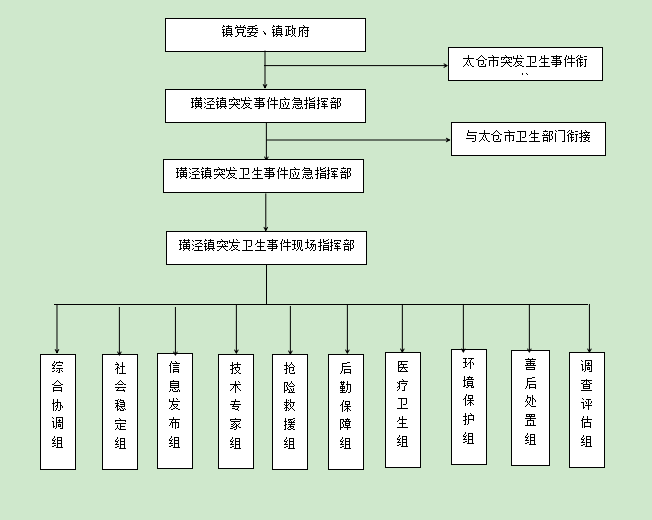 镇党委、镇政府
太仓市突发卫生事件衔
璜泾镇突发事件应急指挥部
与太仓市卫生部门衔接
璜泾镇突发卫生事件应急指挥部
璜泾镇突发卫生事件现场指挥部
综合协调组
社会稳定组
信息发布组
技术专家组
抢险救援组
后勤保障组
医疗卫生组
环境保护组
善后处置组
调查评估组